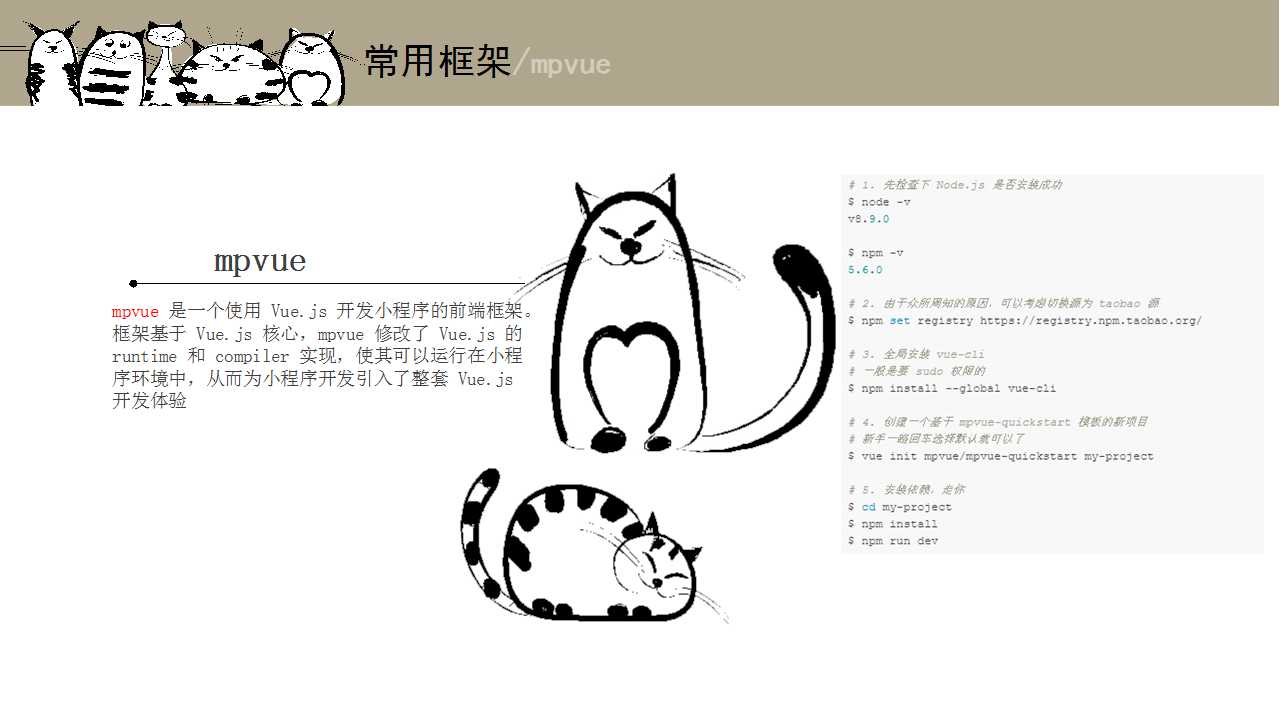 常用框架/mpvue
mpvue
mpvue 是一个使用 Vue.js 开发小程序的前端框架。
框架基于 Vue.js 核心，mpvue 修改了 Vue.js 的
runtime 和 compiler 实现，使其可以运行在小程
序环境中，从而为小程序开发引入了整套 Vue.js
开发体验
# 1. 先检查下 Node.js 是否安装成功
$ node -v
v8.9.0
$ npm -v
5.6.0
# 2. 由于众所周知的原因，可以考虑切换源为 taobao 源
$ npm set registry https://registry.npm.taobao.org/
# 3. 全局安装 vue-cli
# 一般是要 sudo 权限的
$ npm install --global vue-cli
# 4. 创建一个基于 mpvue-quickstart 模板的新项目
# 新手一路回车选择默认就可以了
$ vue init mpvue/mpvue-quickstart my-project
# 5. 安装依赖，走你
$ cd my-project
$ npm install
$ npm run dev